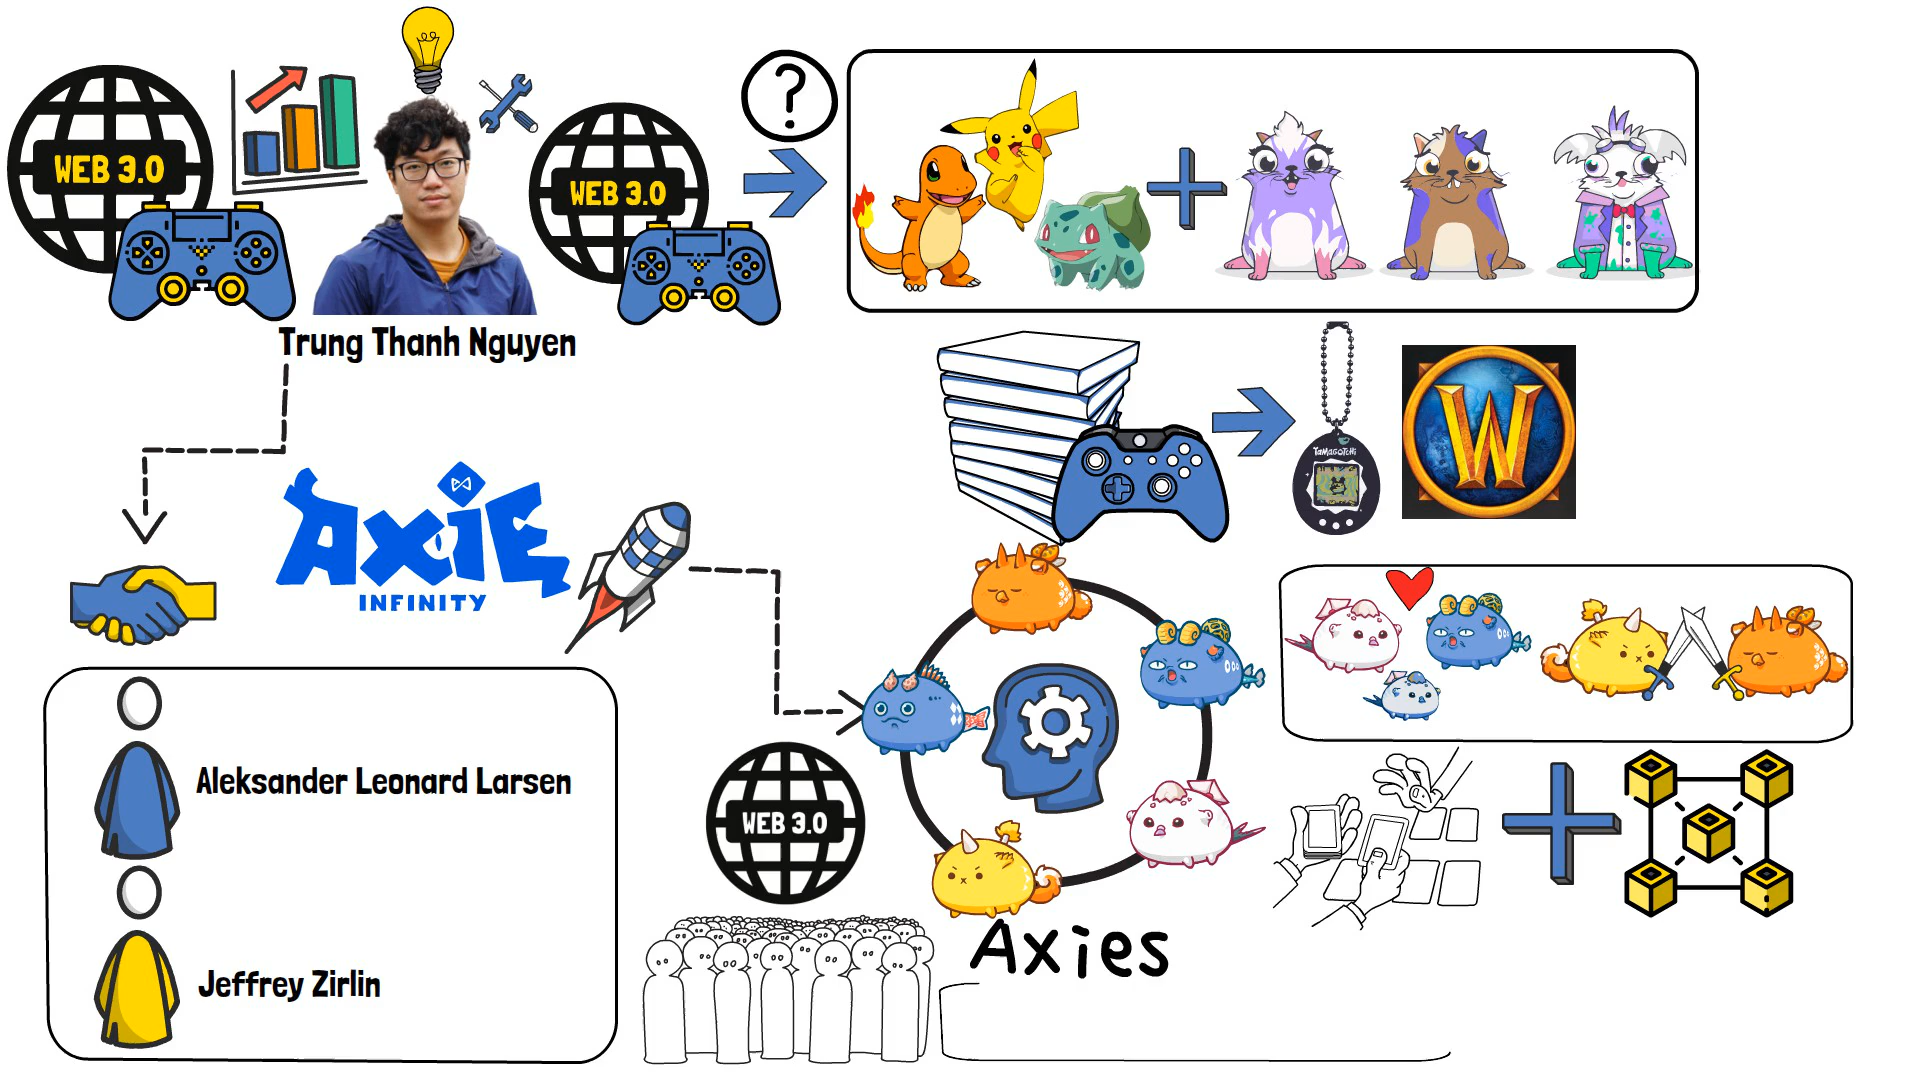 WEB 3.0
WEB 3.0
?
Trung Thanh Nguyen
TAMAGOTCHI
W
AXIE
INFINITY
Aleksander Leonard Larsen
WEB 3.0
Jeffrey Zirlin
Axies